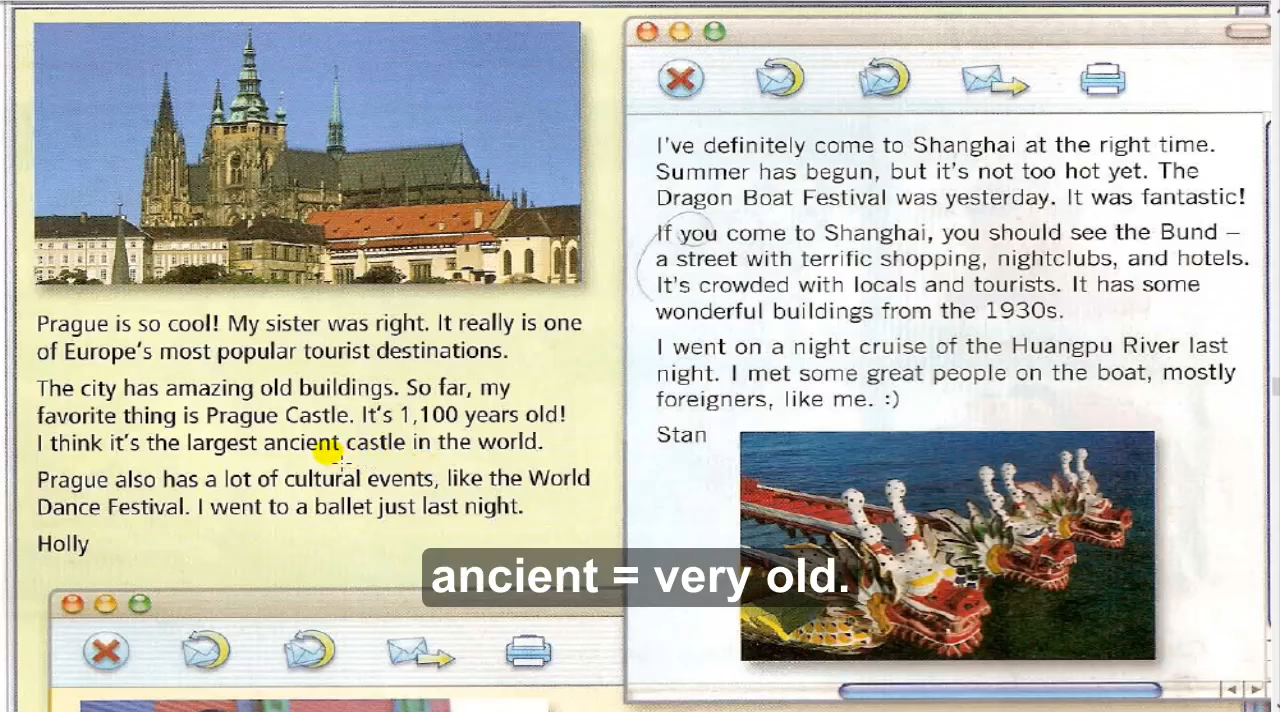 Prague is so cool! My sister was right. It really is one
of Europe's most popular tourist destinations.
The city has amazing old buildings. So far, my
favorite thing is Prague Castle. It's 1,100 years old!
I think it's the largest ancient castle in the world.
Prague also has a lot of cultural events, like the World
Dance Festival. I went to a ballet just last night.
Holly
I've definitely come to Shanghai at the right time.
Summer has begun, but it's not too hot yet. The
Dragon Boat Festival was yesterday. It was fantastic!
If you come to Shanghai, you should see the Bund –
a street with terrific shopping, nightclubs, and hotels.
It's crowded with locals and tourists. It has some
wonderful buildings from the 1930s.
I went on a night cruise of the Huangpu River last
night. I met some great people on the boat, mostly
foreigners, like me. :)
Stan
ancient = very old.